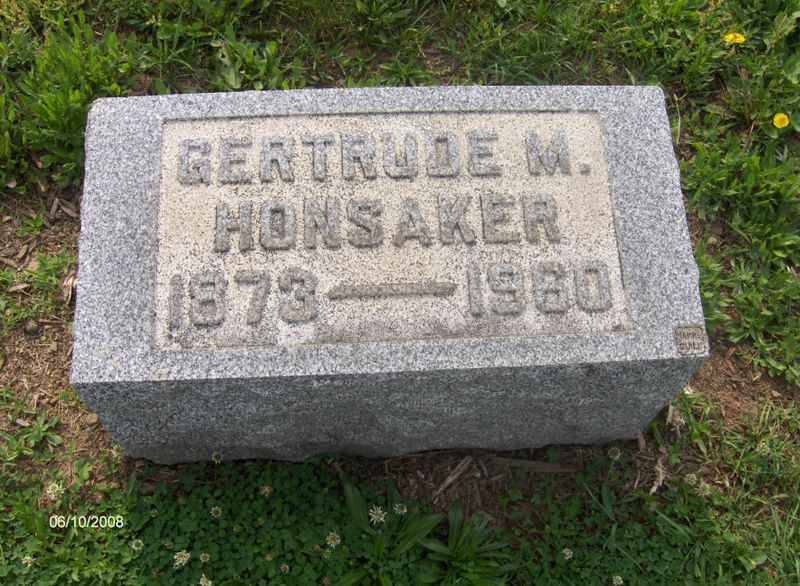 GERTRUDE M.
HONSAKER
1873 — 1960
06/10/2008